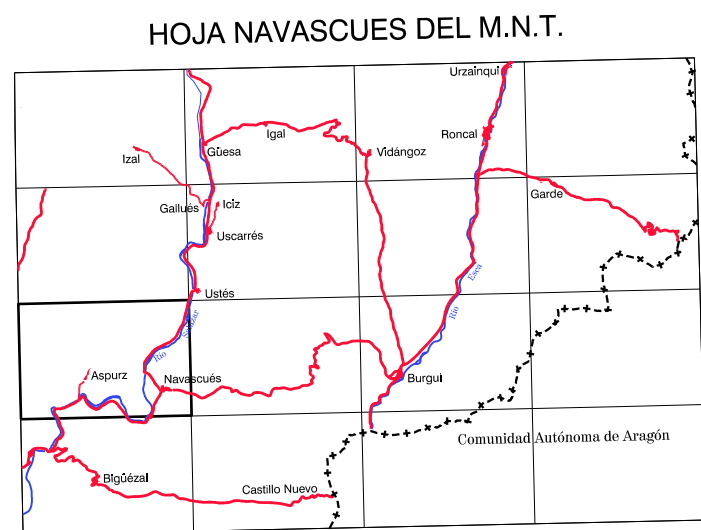 HOJA NAVASCUES DEL M.N.T.
Urzainqui
Roncal
Igal
Vidángoz
Güesa
Izal
Garde
Gallués
Iciz
Uscarrés
Ustés
Río Esca
Río Salazar
Aspurz
Navascués
Burgui
Comunidad Autónoma de Aragón
Bigüézal
Castillo Nuevo